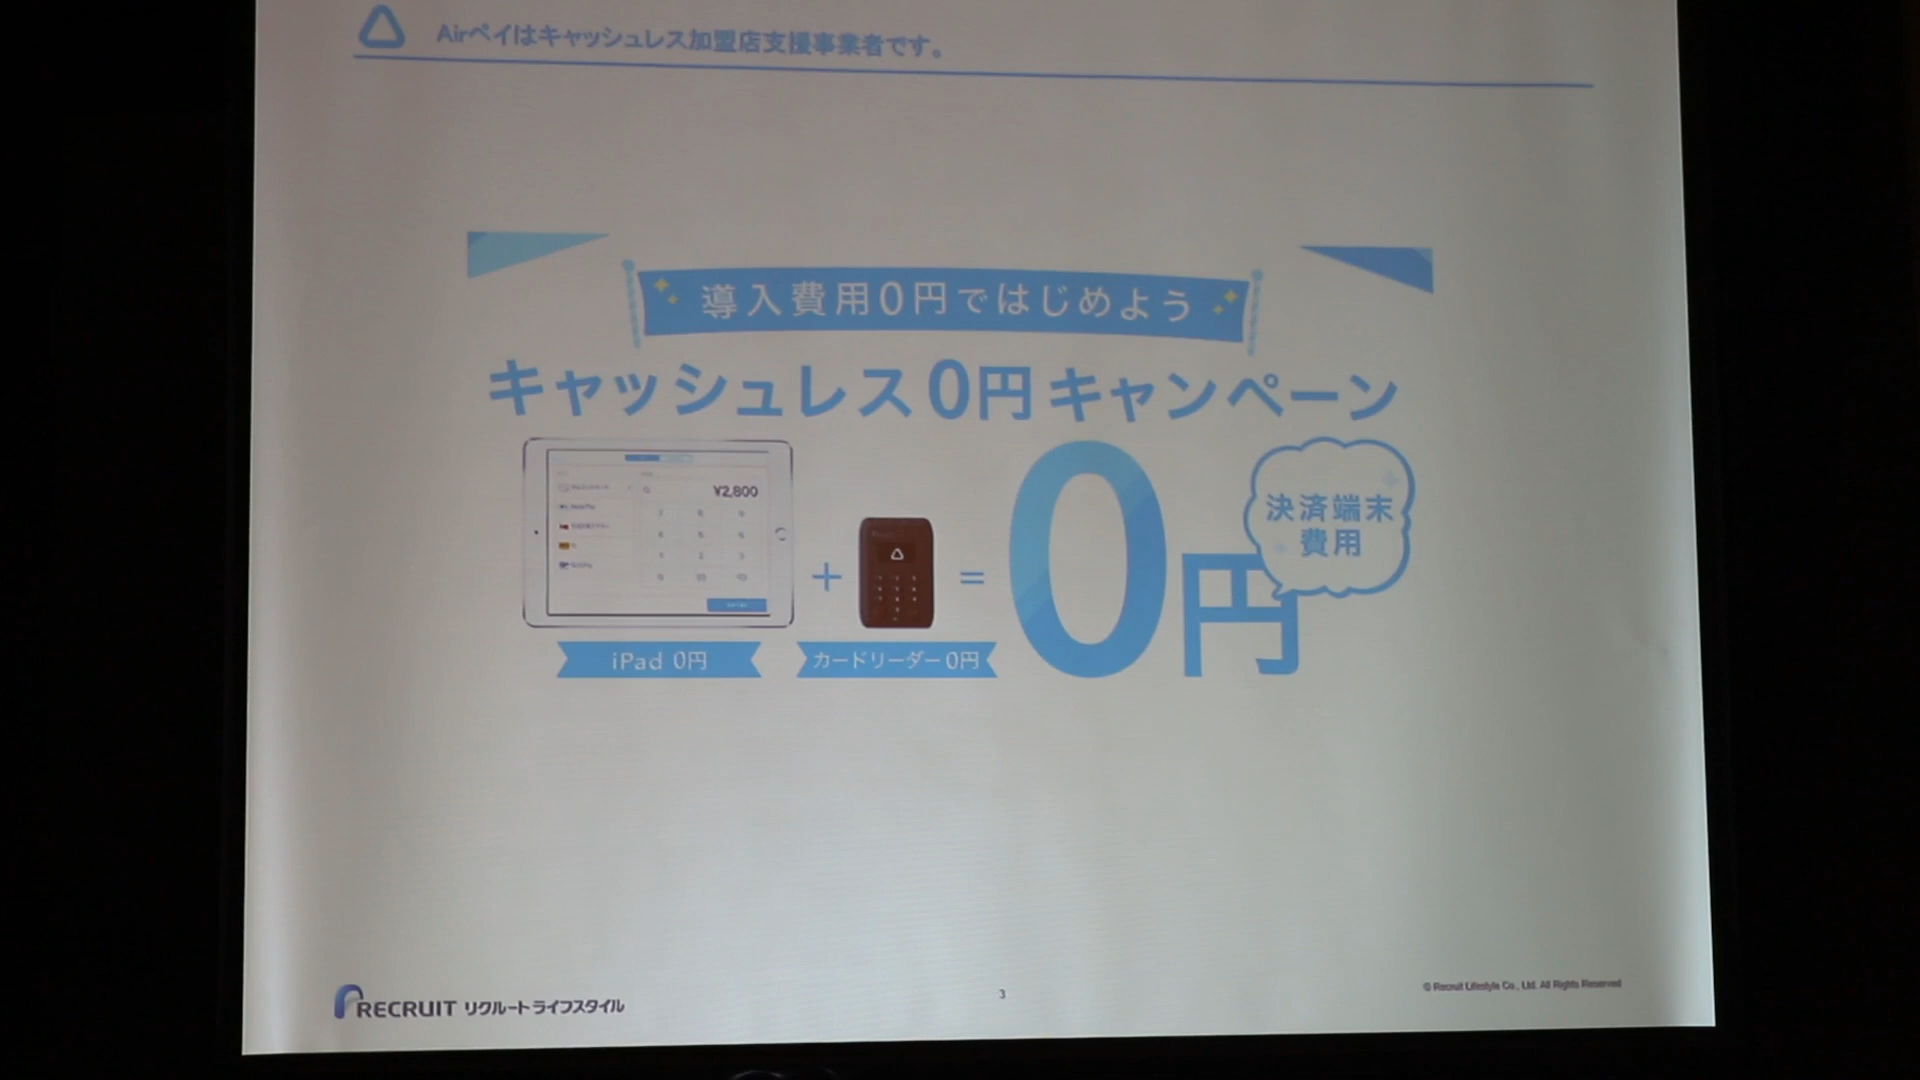 Airペイはキャッシュレス加盟店支援事業者です。
導入費用0円ではじめよう
キャッシュレス0円キャンペーン
¥2,800
決済端末
費用
+
=
0円
iPad 0円
カードリーダー0円
RECRUIT リクルートライフスタイル
3
© Recruit Lifestyle Co., Ltd. All Rights Reserved